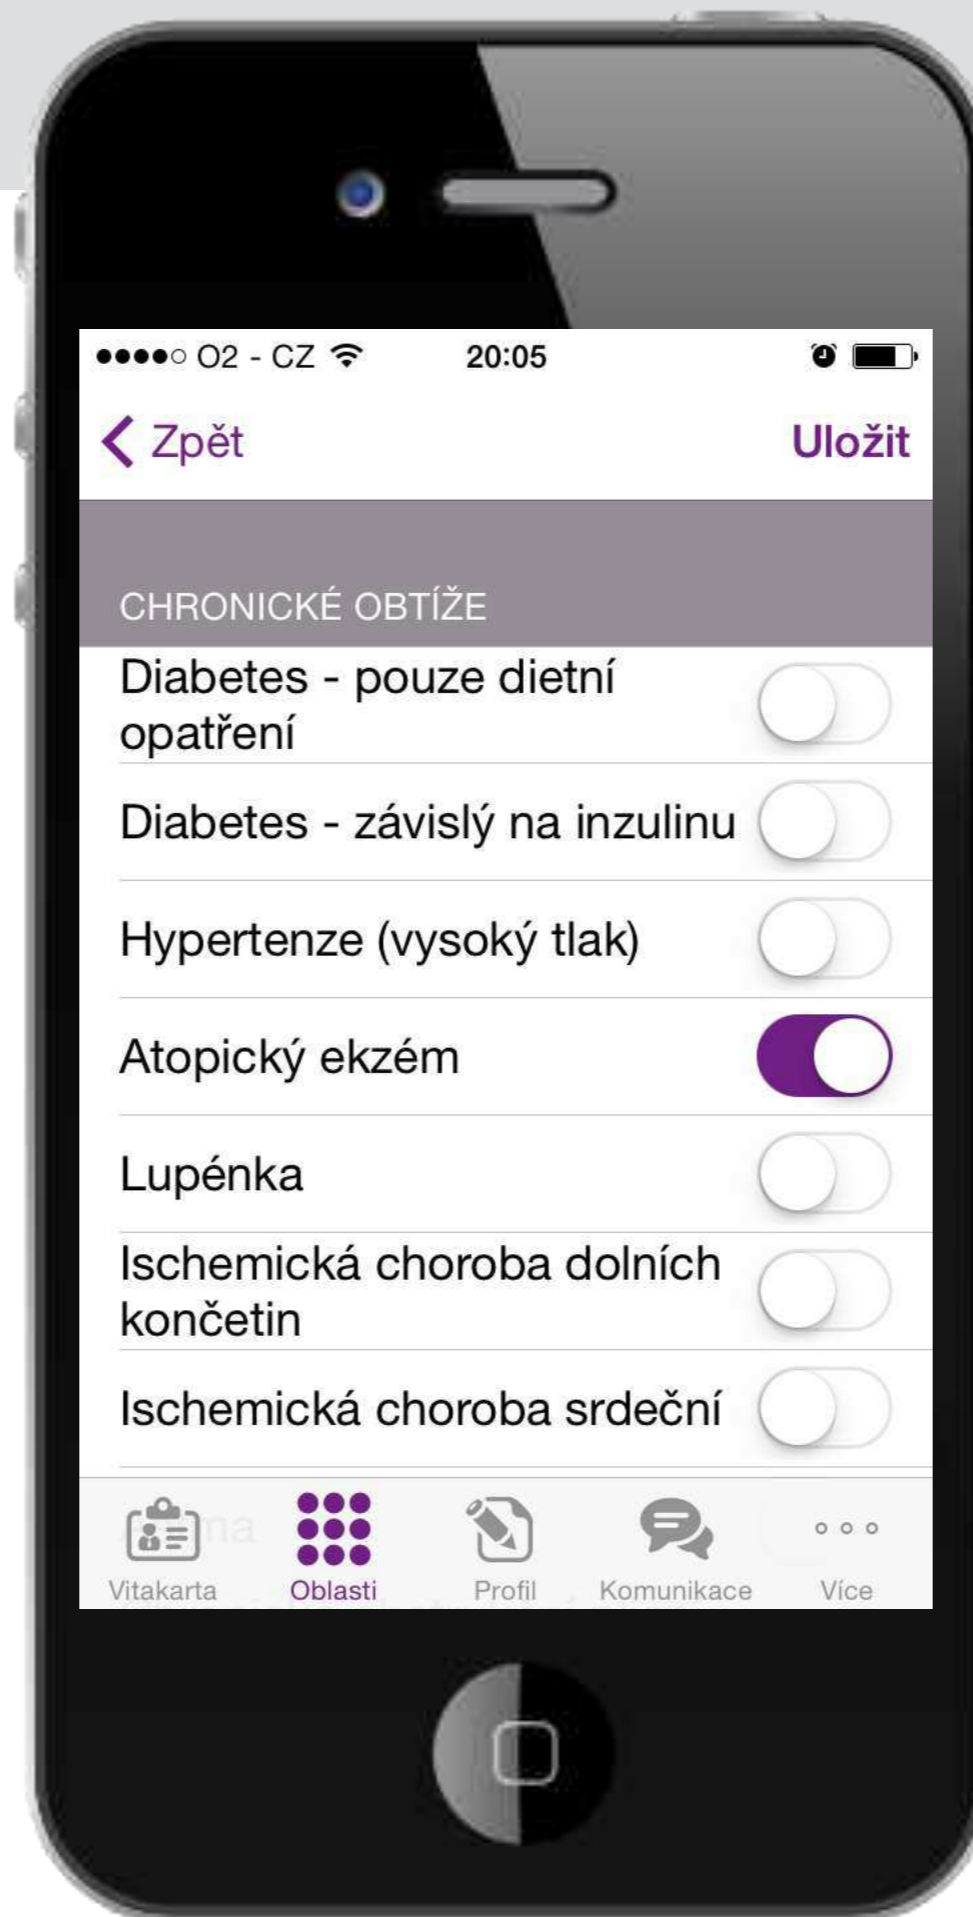 O2 - CZ
20:05
Zpět
Uložit
CHRONICKÉ OBTÍŽE
Diabetes - pouze dietní
opatření
Diabetes - závislý na inzulinu
Hypertenze (vysoký tlak)
Atopický ekzém
Lupénka
Ischemická choroba dolních
končetin
Ischemická choroba srdeční
Vitakarta
Oblasti
Profil
Komunikace
Více